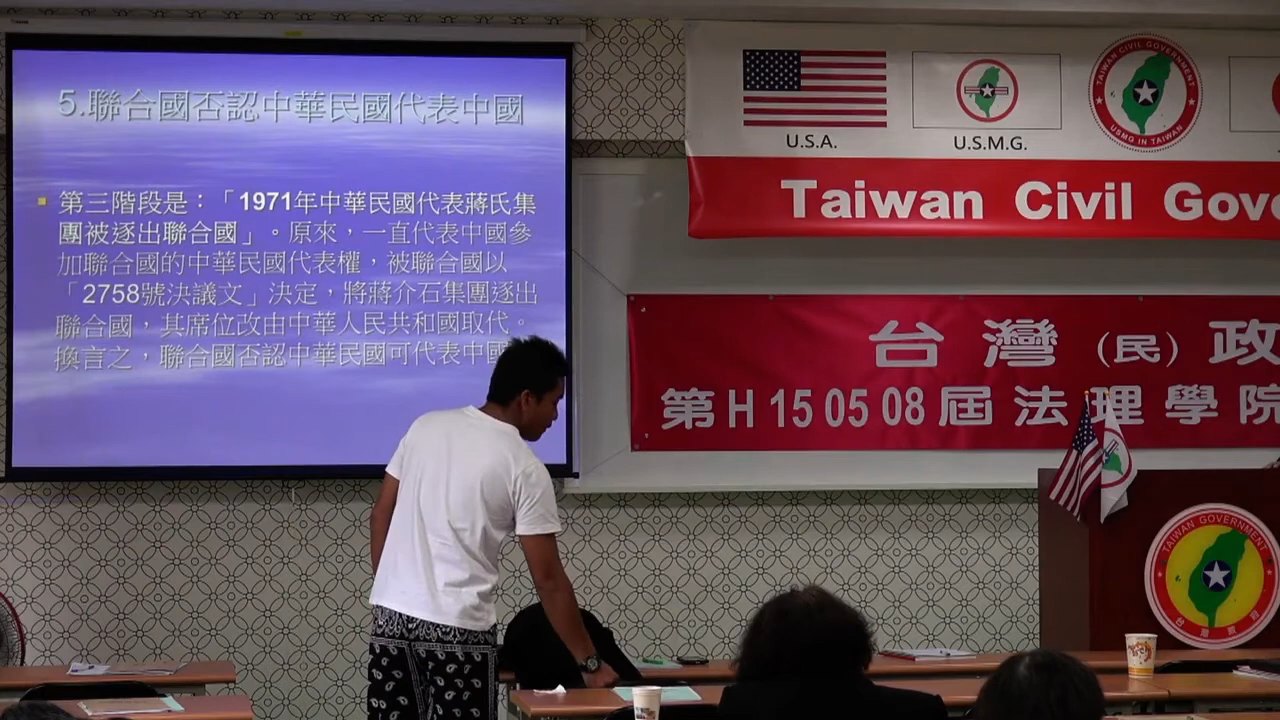 5.聯合國否認中華民國代表中國
第三階段是：「1971年中華民國代表蔣氏集
團被逐出聯合國」。原來，一直代表中國參
加聯合國的中華民國代表權，被聯合國以
「2758號決議文」決定，將蔣介石集團逐出
聯合國，其席位改由中華人民共和國取代。
換言之，聯合國否認中華民國可代表中國
U.S.A.
U.S.M.G.
TAIWAN CIVIL GOVERNMENT
USMG IN TAIWAN
Taiwan Civil Gove
台灣（民）政
第H 15 05 08屆法理學院
TAIWAN GOVERNMENT